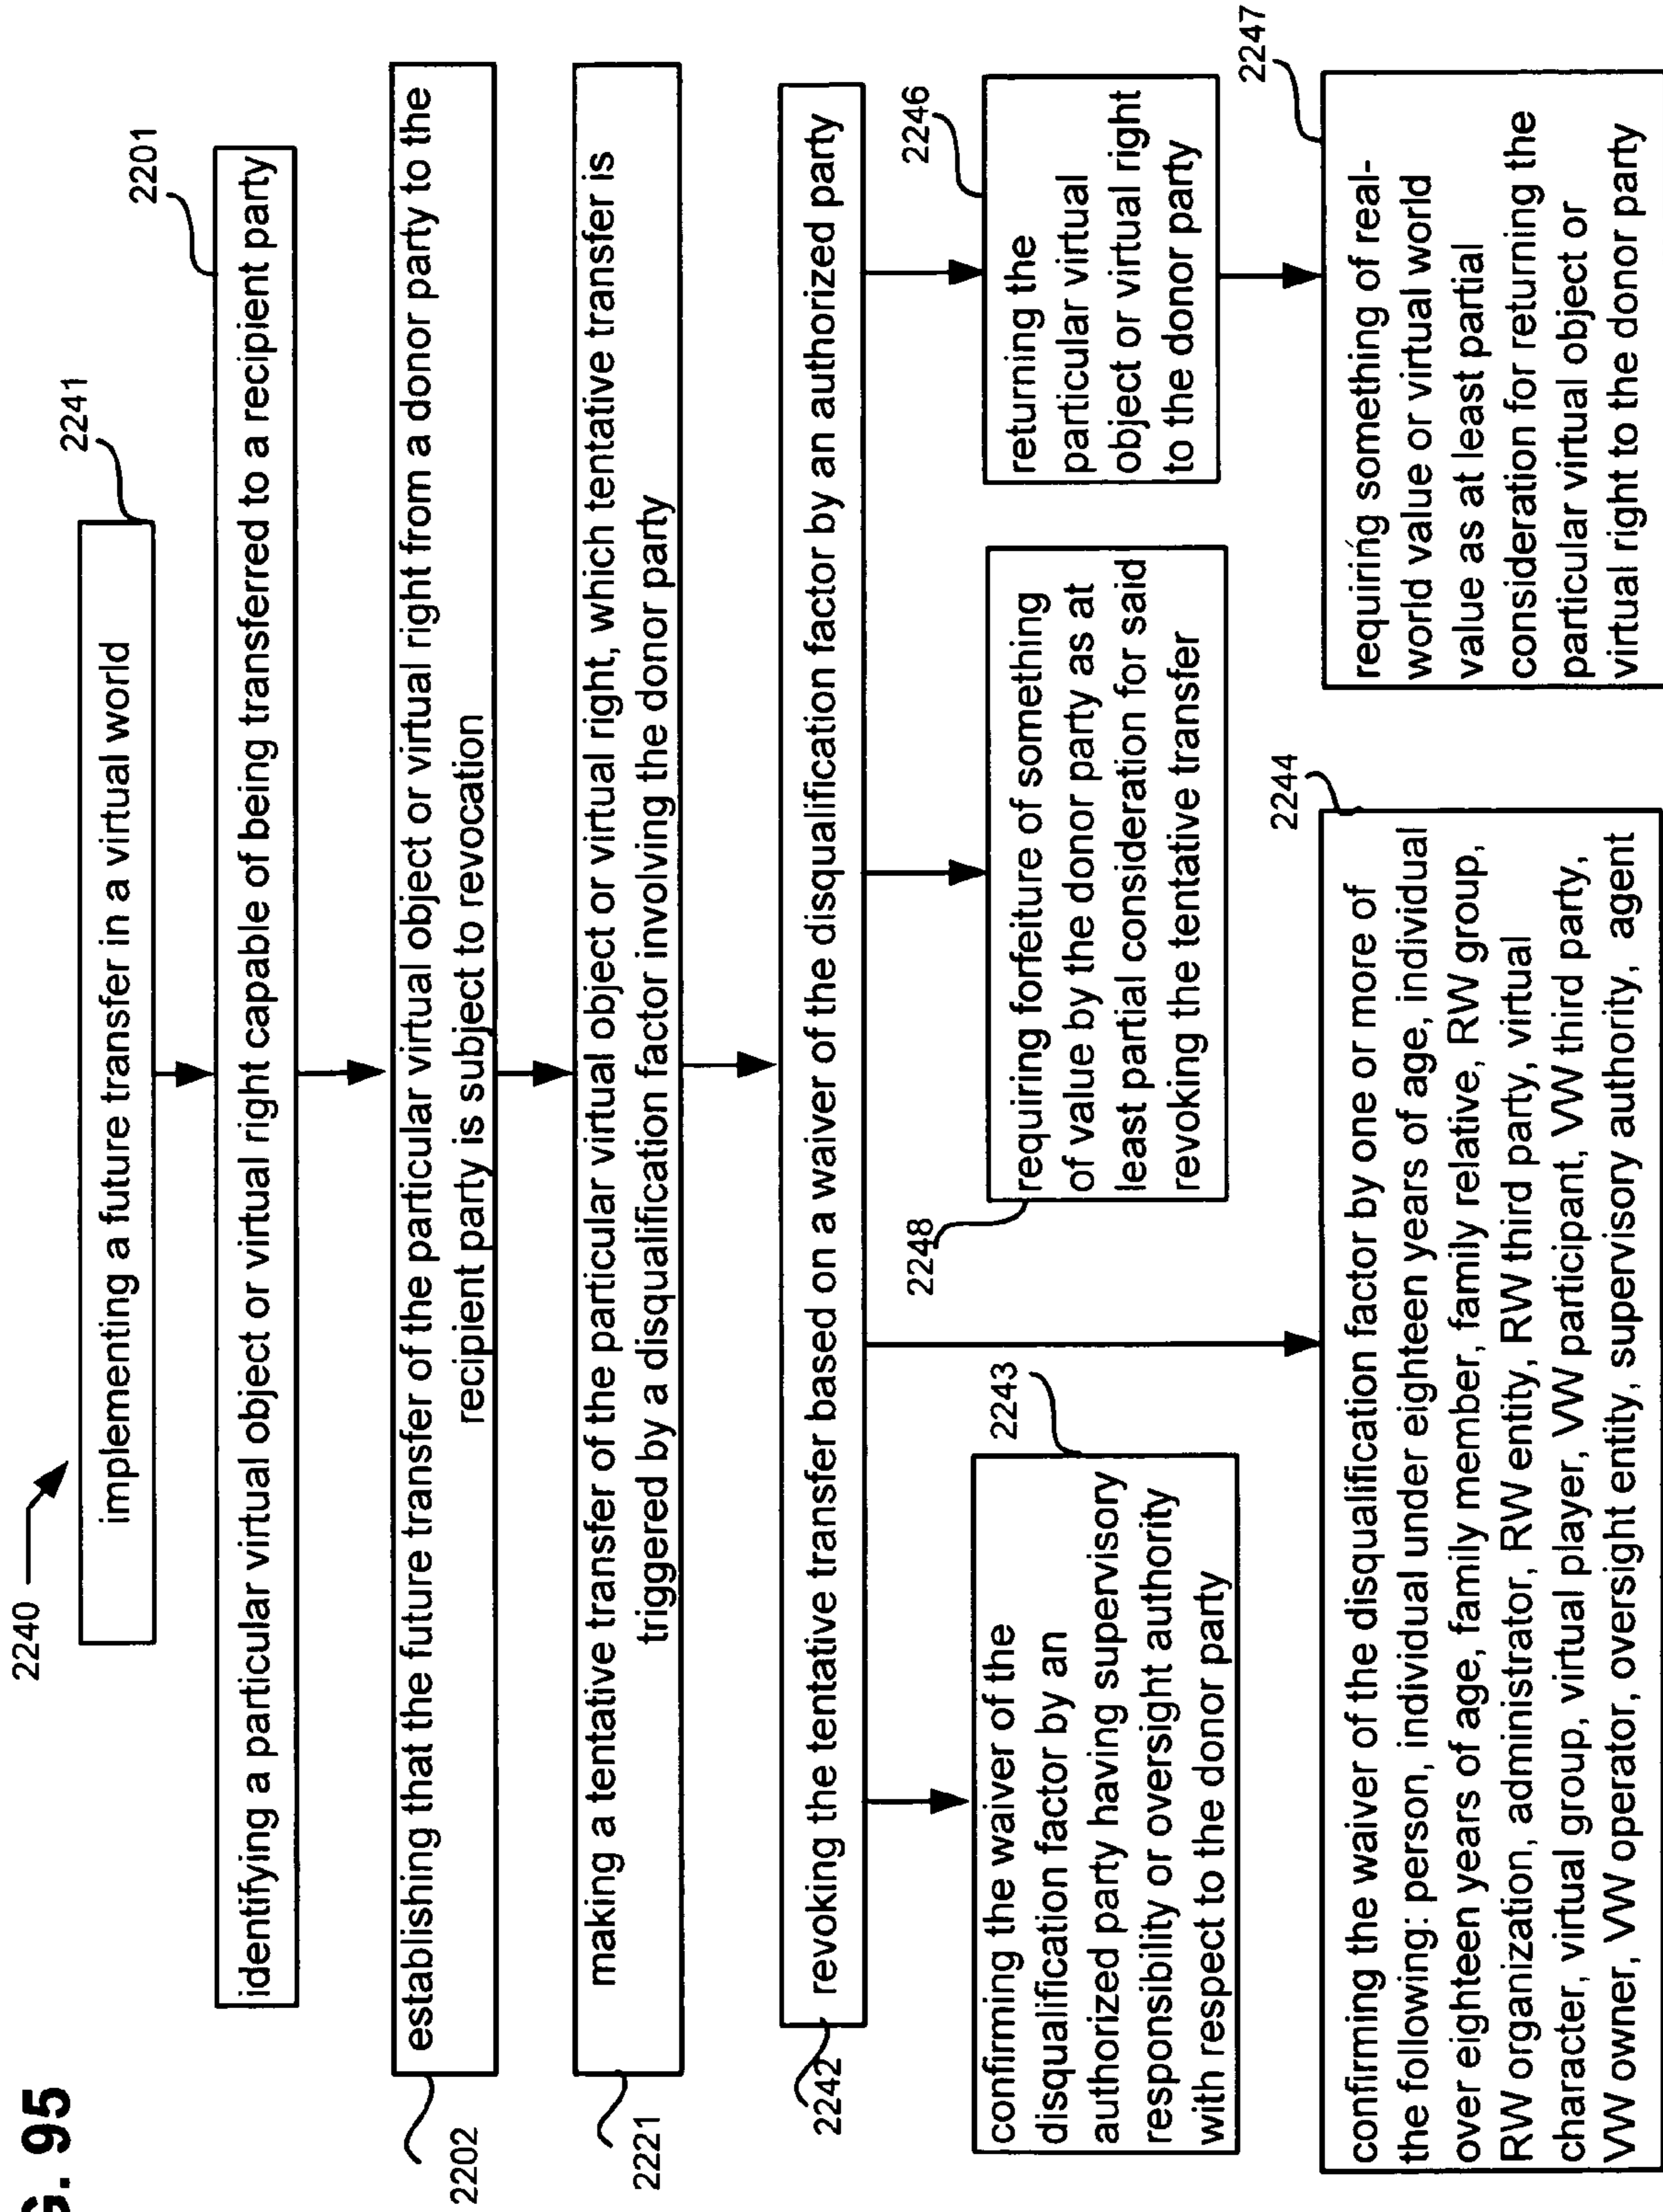 G. 95
2240
2241
implementing a future transfer in a virtual world
2201
identifying a particular virtual object or virtual right capable of being transferred to a recipient party
2202
establishing that the future transfer of the particular virtual object or virtual right from a donor party to the
recipient party is subject to revocation
2221
making a tentative transfer of the particular virtual object or virtual right, which tentative transfer is
triggered by a disqualification factor involving the donor party
2242
revoking the tentative transfer based on a waiver of the disqualification factor by an authorized party
2243
confirming the waiver of the
disqualification factor by an
authorized party having supervisory
responsibility or oversight authority
with respect to the donor party
2248
requiring forfeiture of something
of value by the donor party as at
least partial consideration for said
revoking the tentative transfer
2246
returning the
particular virtual
object or virtual right
to the donor party
2244
confirming the waiver of the disqualification factor by one or more of
the following: person, individual under eighteen years of age, individual
over eighteen years of age, family member, family relative, RW group,
RW organization, administrator, RW entity, RW third party, virtual
character, virtual group, virtual player, VW participant, VW third party,
VW owner, VW operator, oversight entity, supervisory authority, agent
2247
requiring something of real-
world value or virtual world
value as at least partial
consideration for returning the
particular virtual object or
virtual right to the donor party